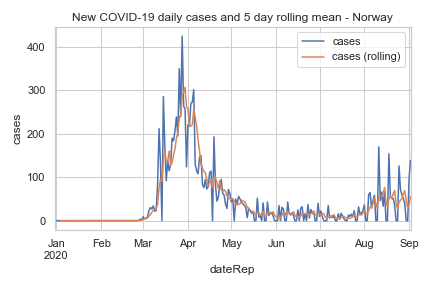 New COVID-19 daily cases and 5 day rolling mean - Norway
cases
cases (rolling)
400
300
200
100
0
cases
Jan Feb Mar Apr May Jun Jul Aug Sep
2020
dateRep